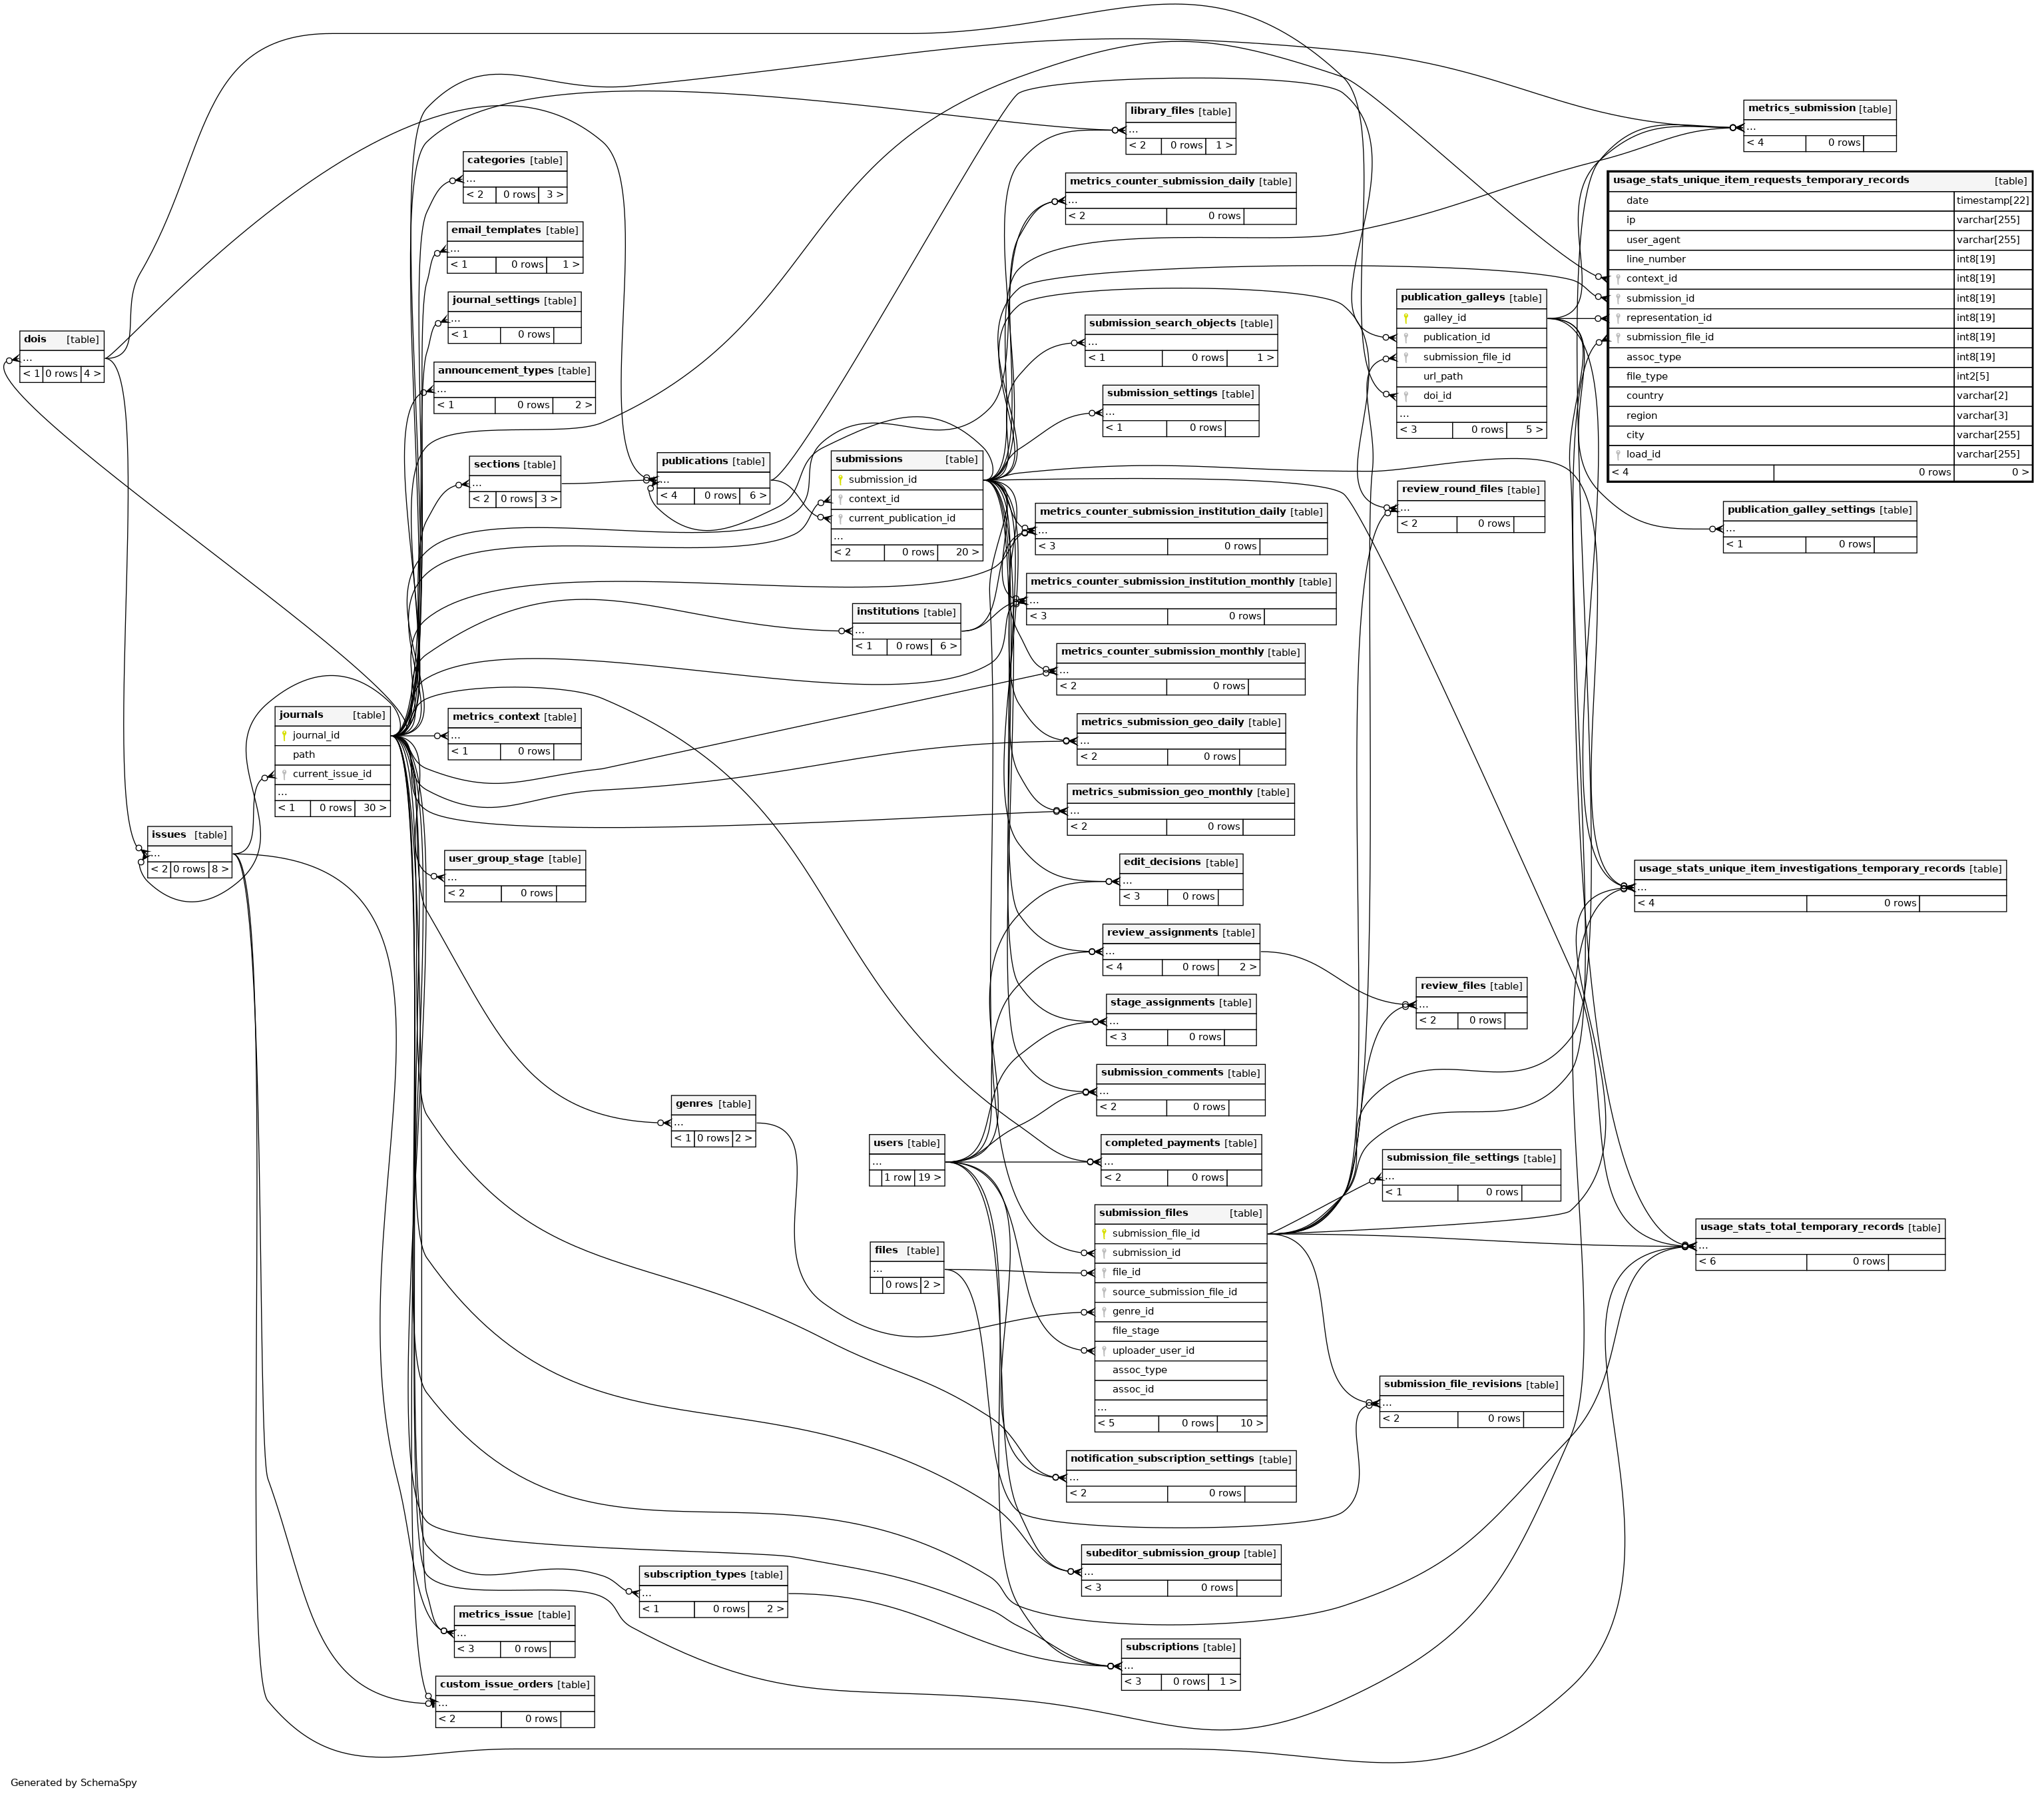 library_files [table]
...
< 2 0 rows 1 >
metrics_submission [table]
...
< 4 0 rows
categories [table]
...
< 2 0 rows 3 >
metrics_counter_submission_daily [table]
...
< 2 0 rows
usage_stats_unique_item_requests_temporary_records [table]
date timestamp[22]
ip varchar[255]
user_agent varchar[255]
line_number int8[19]
context_id int8[19]
submission_id int8[19]
representation_id int8[19]
submission_file_id int8[19]
assoc_type int8[19]
file_type int2[5]
country varchar[2]
region varchar[3]
city varchar[255]
load_id varchar[255]
< 4 0 rows 0 >
email_templates [table]
...
< 1 0 rows 1 >
journal_settings [table]
...
< 1 0 rows
publication_galleys [table]
galley_id
publication_id
submission_file_id
url_path
doi_id
...
< 3 0 rows 5 >
submission_search_objects [table]
...
< 1 0 rows 1 >
dois [table]
...
< 1 0 rows 4 >
announcement_types [table]
...
< 1 0 rows 2 >
submission_settings [table]
...
< 1 0 rows
sections [table]
...
< 2 0 rows 3 >
publications [table]
...
< 4 0 rows 6 >
submissions [table]
submission_id
context_id
current_publication_id
...
< 2 0 rows 20 >
review_round_files [table]
...
< 2 0 rows
metrics_counter_submission_institution_daily [table]
...
< 3 0 rows
publication_galley_settings [table]
...
< 1 0 rows
metrics_counter_submission_institution_monthly [table]
...
< 3 0 rows
institutions [table]
...
< 1 0 rows 6 >
metrics_counter_submission_monthly [table]
...
< 2 0 rows
journals [table]
journal_id
path
current_issue_id
...
< 1 0 rows 30 >
metrics_context [table]
...
< 1 0 rows
metrics_submission_geo_daily [table]
...
< 2 0 rows
metrics_submission_geo_monthly [table]
...
< 2 0 rows
issues [table]
...
< 2 0 rows 8 >
user_group_stage [table]
...
< 2 0 rows
edit_decisions [table]
...
< 3 0 rows
usage_stats_unique_item_investigations_temporary_records [table]
...
< 4 0 rows
review_assignments [table]
...
< 4 0 rows 2 >
review_files [table]
...
< 2 0 rows
stage_assignments [table]
...
< 3 0 rows
submission_comments [table]
...
< 2 0 rows
genres [table]
...
< 1 0 rows 2 >
users [table]
...
1 row 19 >
completed_payments [table]
...
< 2 0 rows
submission_file_settings [table]
...
< 1 0 rows
submission_files [table]
submission_file_id
submission_id
file_id
source_submission_file_id
genre_id
file_stage
uploader_user_id
assoc_type
assoc_id
...
< 5 0 rows 10 >
usage_stats_total_temporary_records [table]
...
< 6 0 rows
files [table]
...
0 rows 2 >
submission_file_revisions [table]
...
< 2 0 rows
notification_subscription_settings [table]
...
< 2 0 rows
subeditor_submission_group [table]
...
< 3 0 rows
subscription_types [table]
...
< 1 0 rows 2 >
metrics_issue [table]
...
< 3 0 rows
subscriptions [table]
...
< 3 0 rows 1 >
custom_issue_orders [table]
...
< 2 0 rows
Generated by SchemaSpy